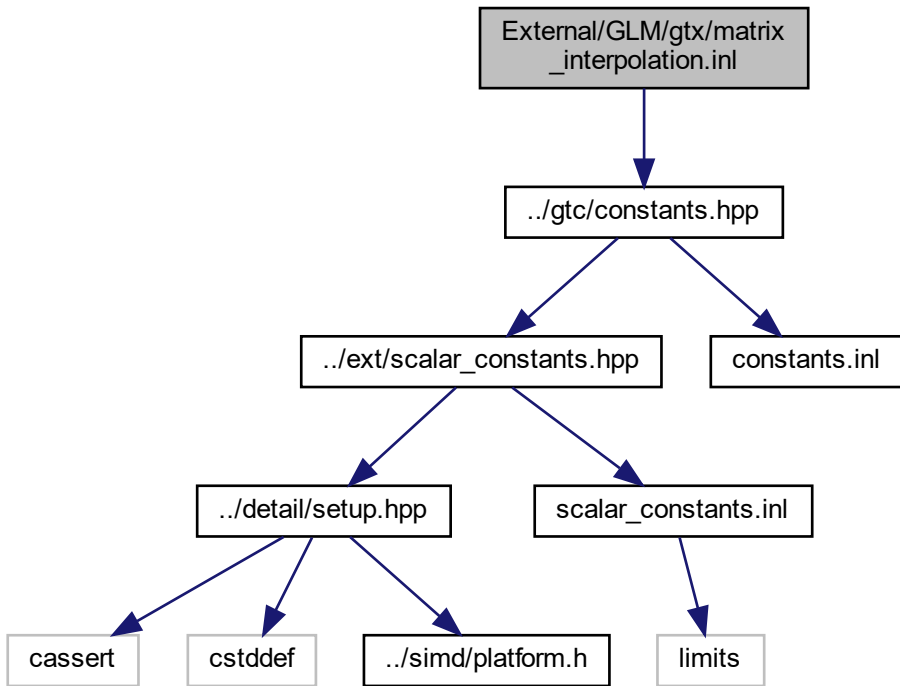 External/GLM/gtx/matrix
_interpolation.inl
../gtc/constants.hpp
../ext/scalar_constants.hpp
constants.inl
../detail/setup.hpp
scalar_constants.inl
cassert
cstddef
../simd/platform.h
limits